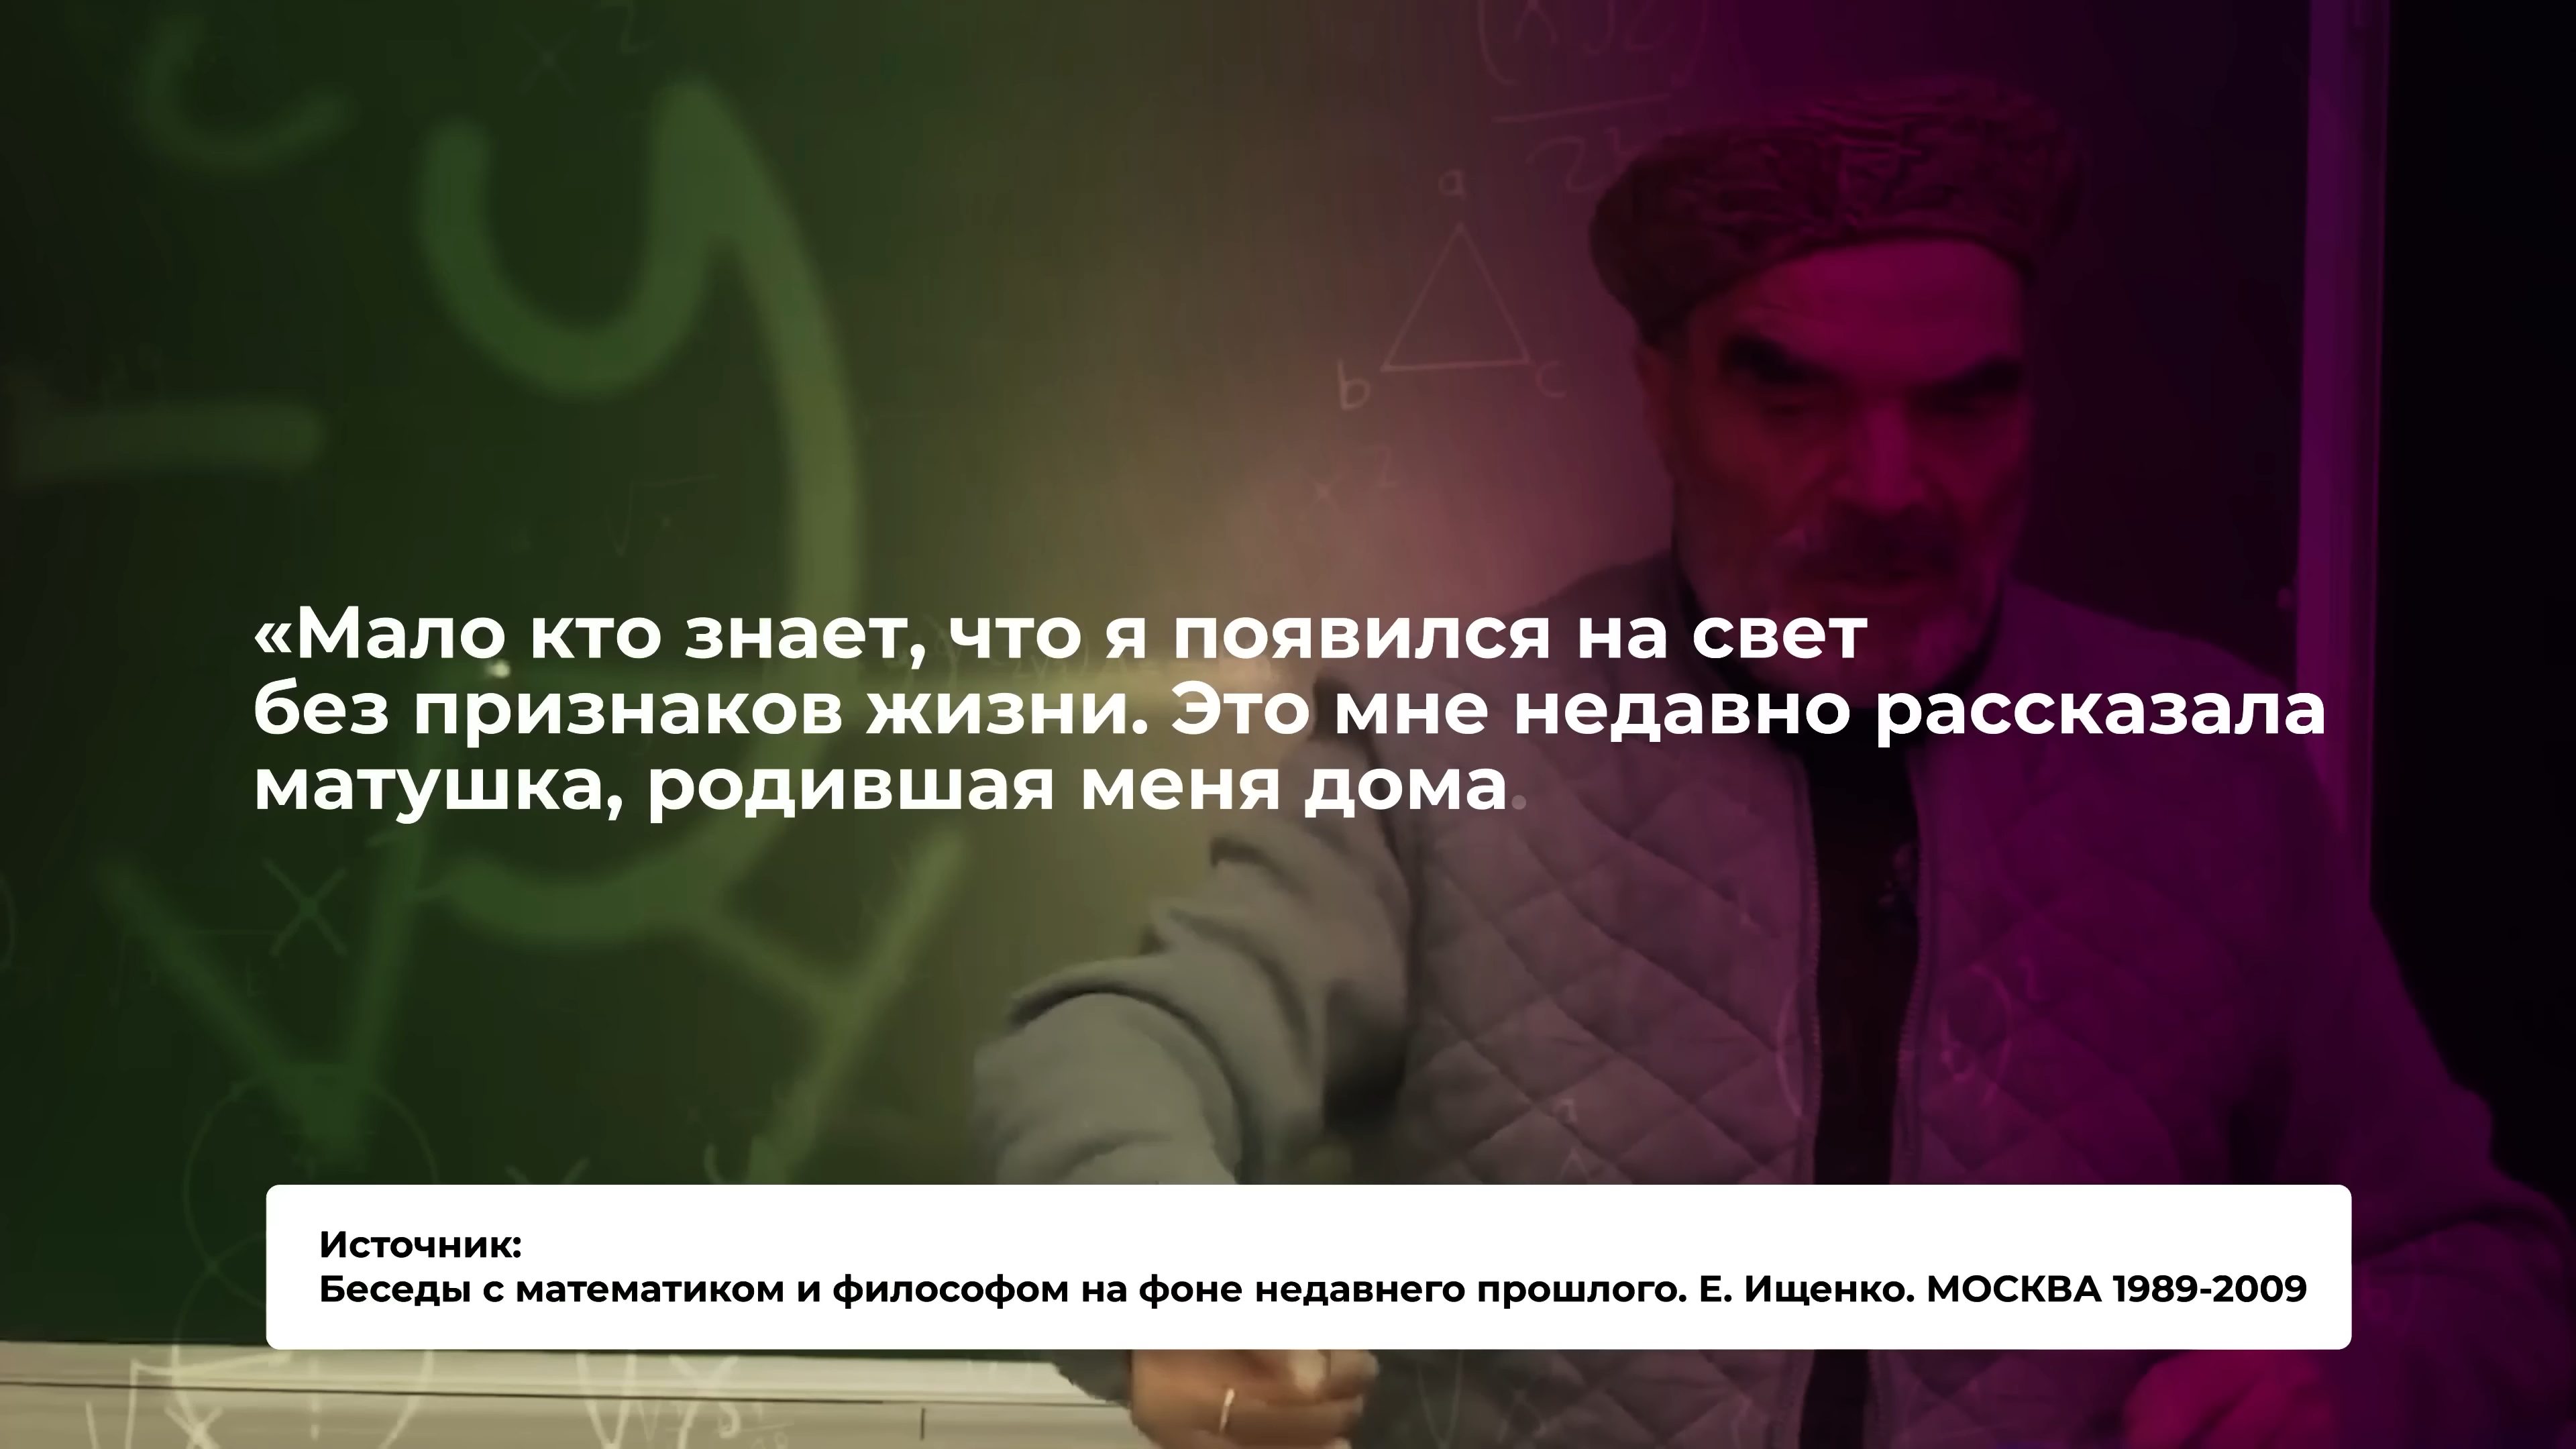 «Мало кто знает, что я появился на свет
без признаков жизни. Это мне недавно рассказала
матушка, родившая меня дома.
Источник:
Беседы с математиком и философом на фоне недавнего прошлого. Е. Ищенко. МОСКВА 1989-2009
a
b
c
x 2